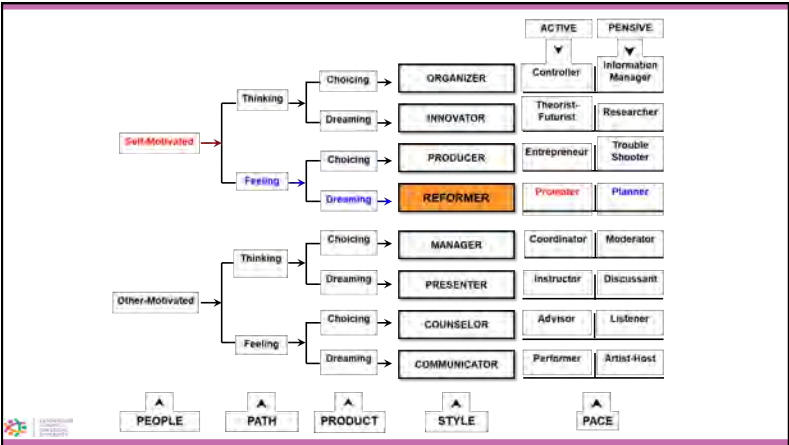 ACTIVE PENSIVE
Choicing ORGANIZER Controller Information Manager
Thinking
Dreaming INNOVATOR Theorist-Futurist Researcher
Self-Motivated
Choicing PRODUCER Entrepreneur Trouble Shooter
Feeling
Dreaming REFORMER Promoter Planner
Choicing MANAGER Coordinator Moderator
Thinking
Dreaming PRESENTER Instructor Discussant
Other-Motivated
Choicing COUNSELOR Advisor Listener
Feeling
Dreaming COMMUNICATOR Performer Artist-Host
PEOPLE PATH PRODUCT STYLE PACE